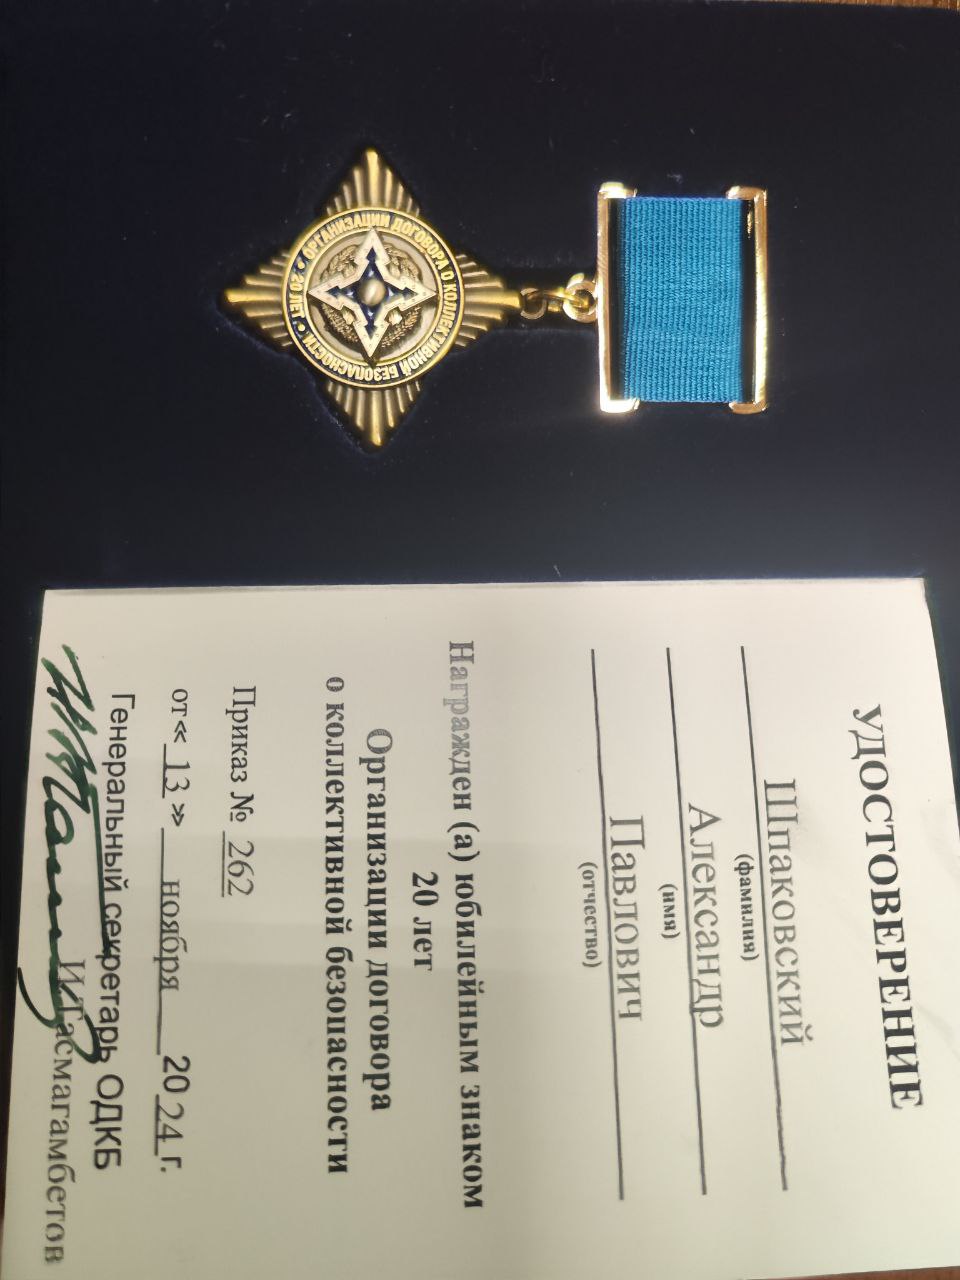 ОРГАНИЗАЦИИ ДОГОВОРА О КОЛЛЕКТИВНОЙ БЕЗОПАСНОСТИ • 20 ЛЕТ •
УДОСТОВЕРЕНИЕ
Шпаковский
(фамилия)
Александр
(имя)
Павлович
(отчество)
Награжден (а) юбилейным знаком
20 лет
Организации договора
о коллективной безопасности
Приказ № 262
от « 13 » ноября 2024 г.
Генеральный секретарь ОДКБ
И.Тасмагамбетов